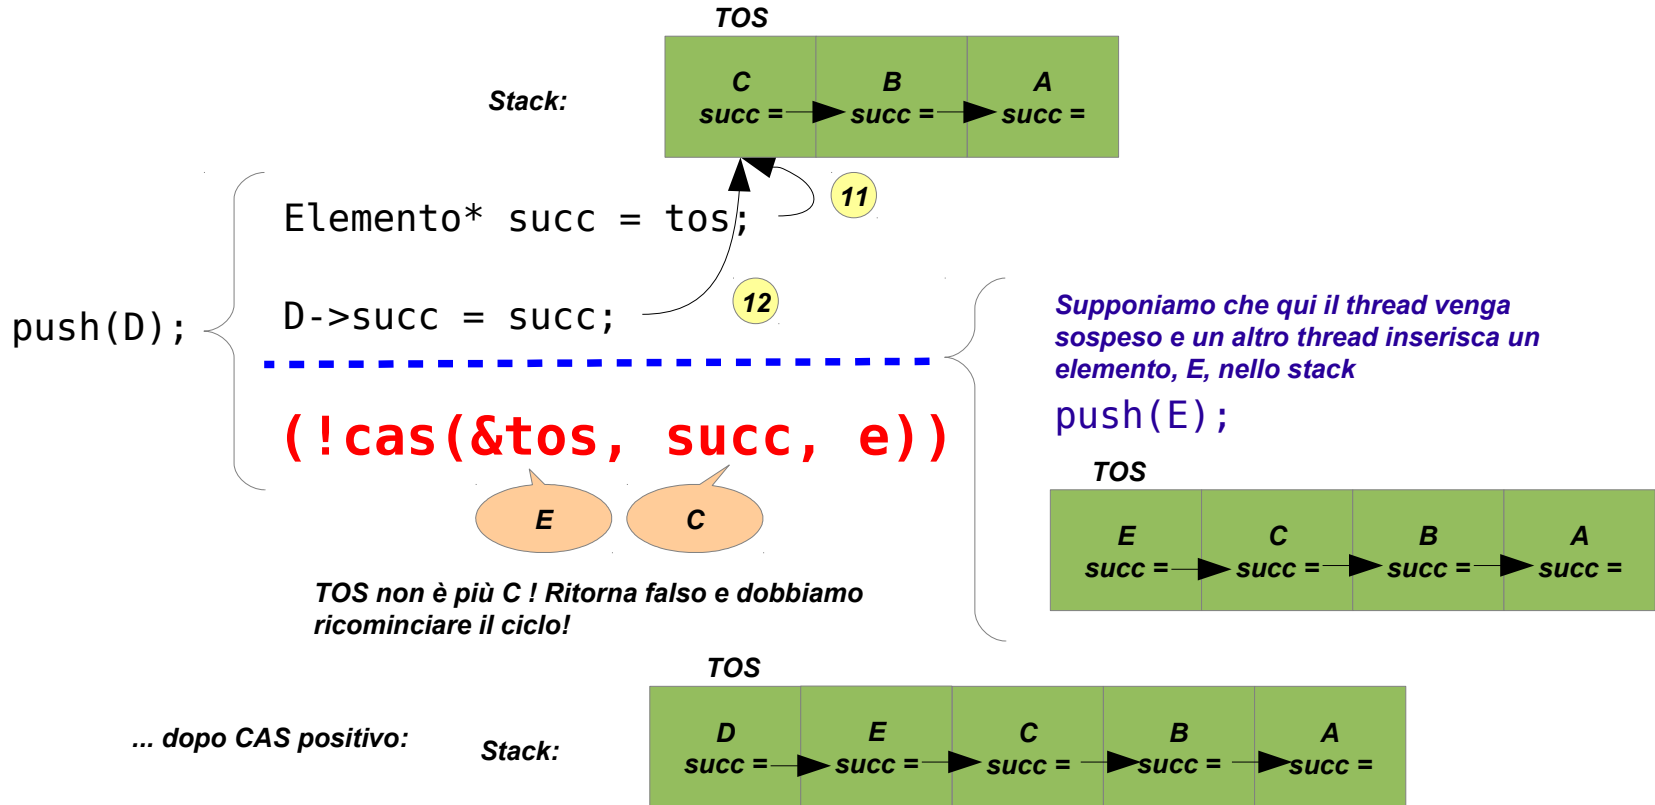 TOS
Stack:
C
succ =
B
succ =
A
succ =
Elemento* succ = tos;
11
push(D);
D->succ = succ;
12
(!cas(&tos, succ, e))
E
C
TOS non è più C ! Ritorna falso e dobbiamo
ricominciare il ciclo!
Supponiamo che qui il thread venga
sospeso e un altro thread inserisca un
elemento, E, nello stack
push(E);
TOS
E
succ =
C
succ =
B
succ =
A
succ =
TOS
... dopo CAS positivo:
Stack:
D
succ =
E
succ =
C
succ =
B
succ =
A
succ =